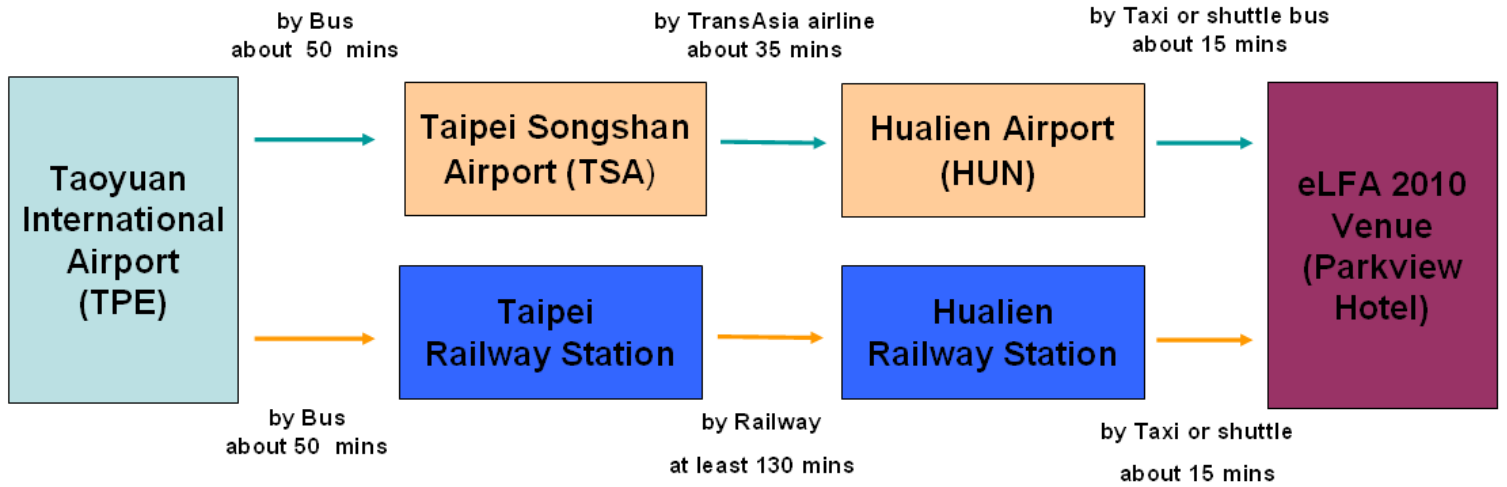 by Bus
about 50 mins
by TransAsia airline
about 35 mins
by Taxi or shuttle bus
about 15 mins
Taoyuan
International
Airport
(TPE)
Taipei Songshan
Airport (TSA)
Hualien Airport
(HUN)
eLFA 2010
Venue
(Parkview
Hotel)
Taipei
Railway Station
Hualien
Railway Station
by Bus
about 50 mins
by Railway
at least 130 mins
by Taxi or shuttle
about 15 mins